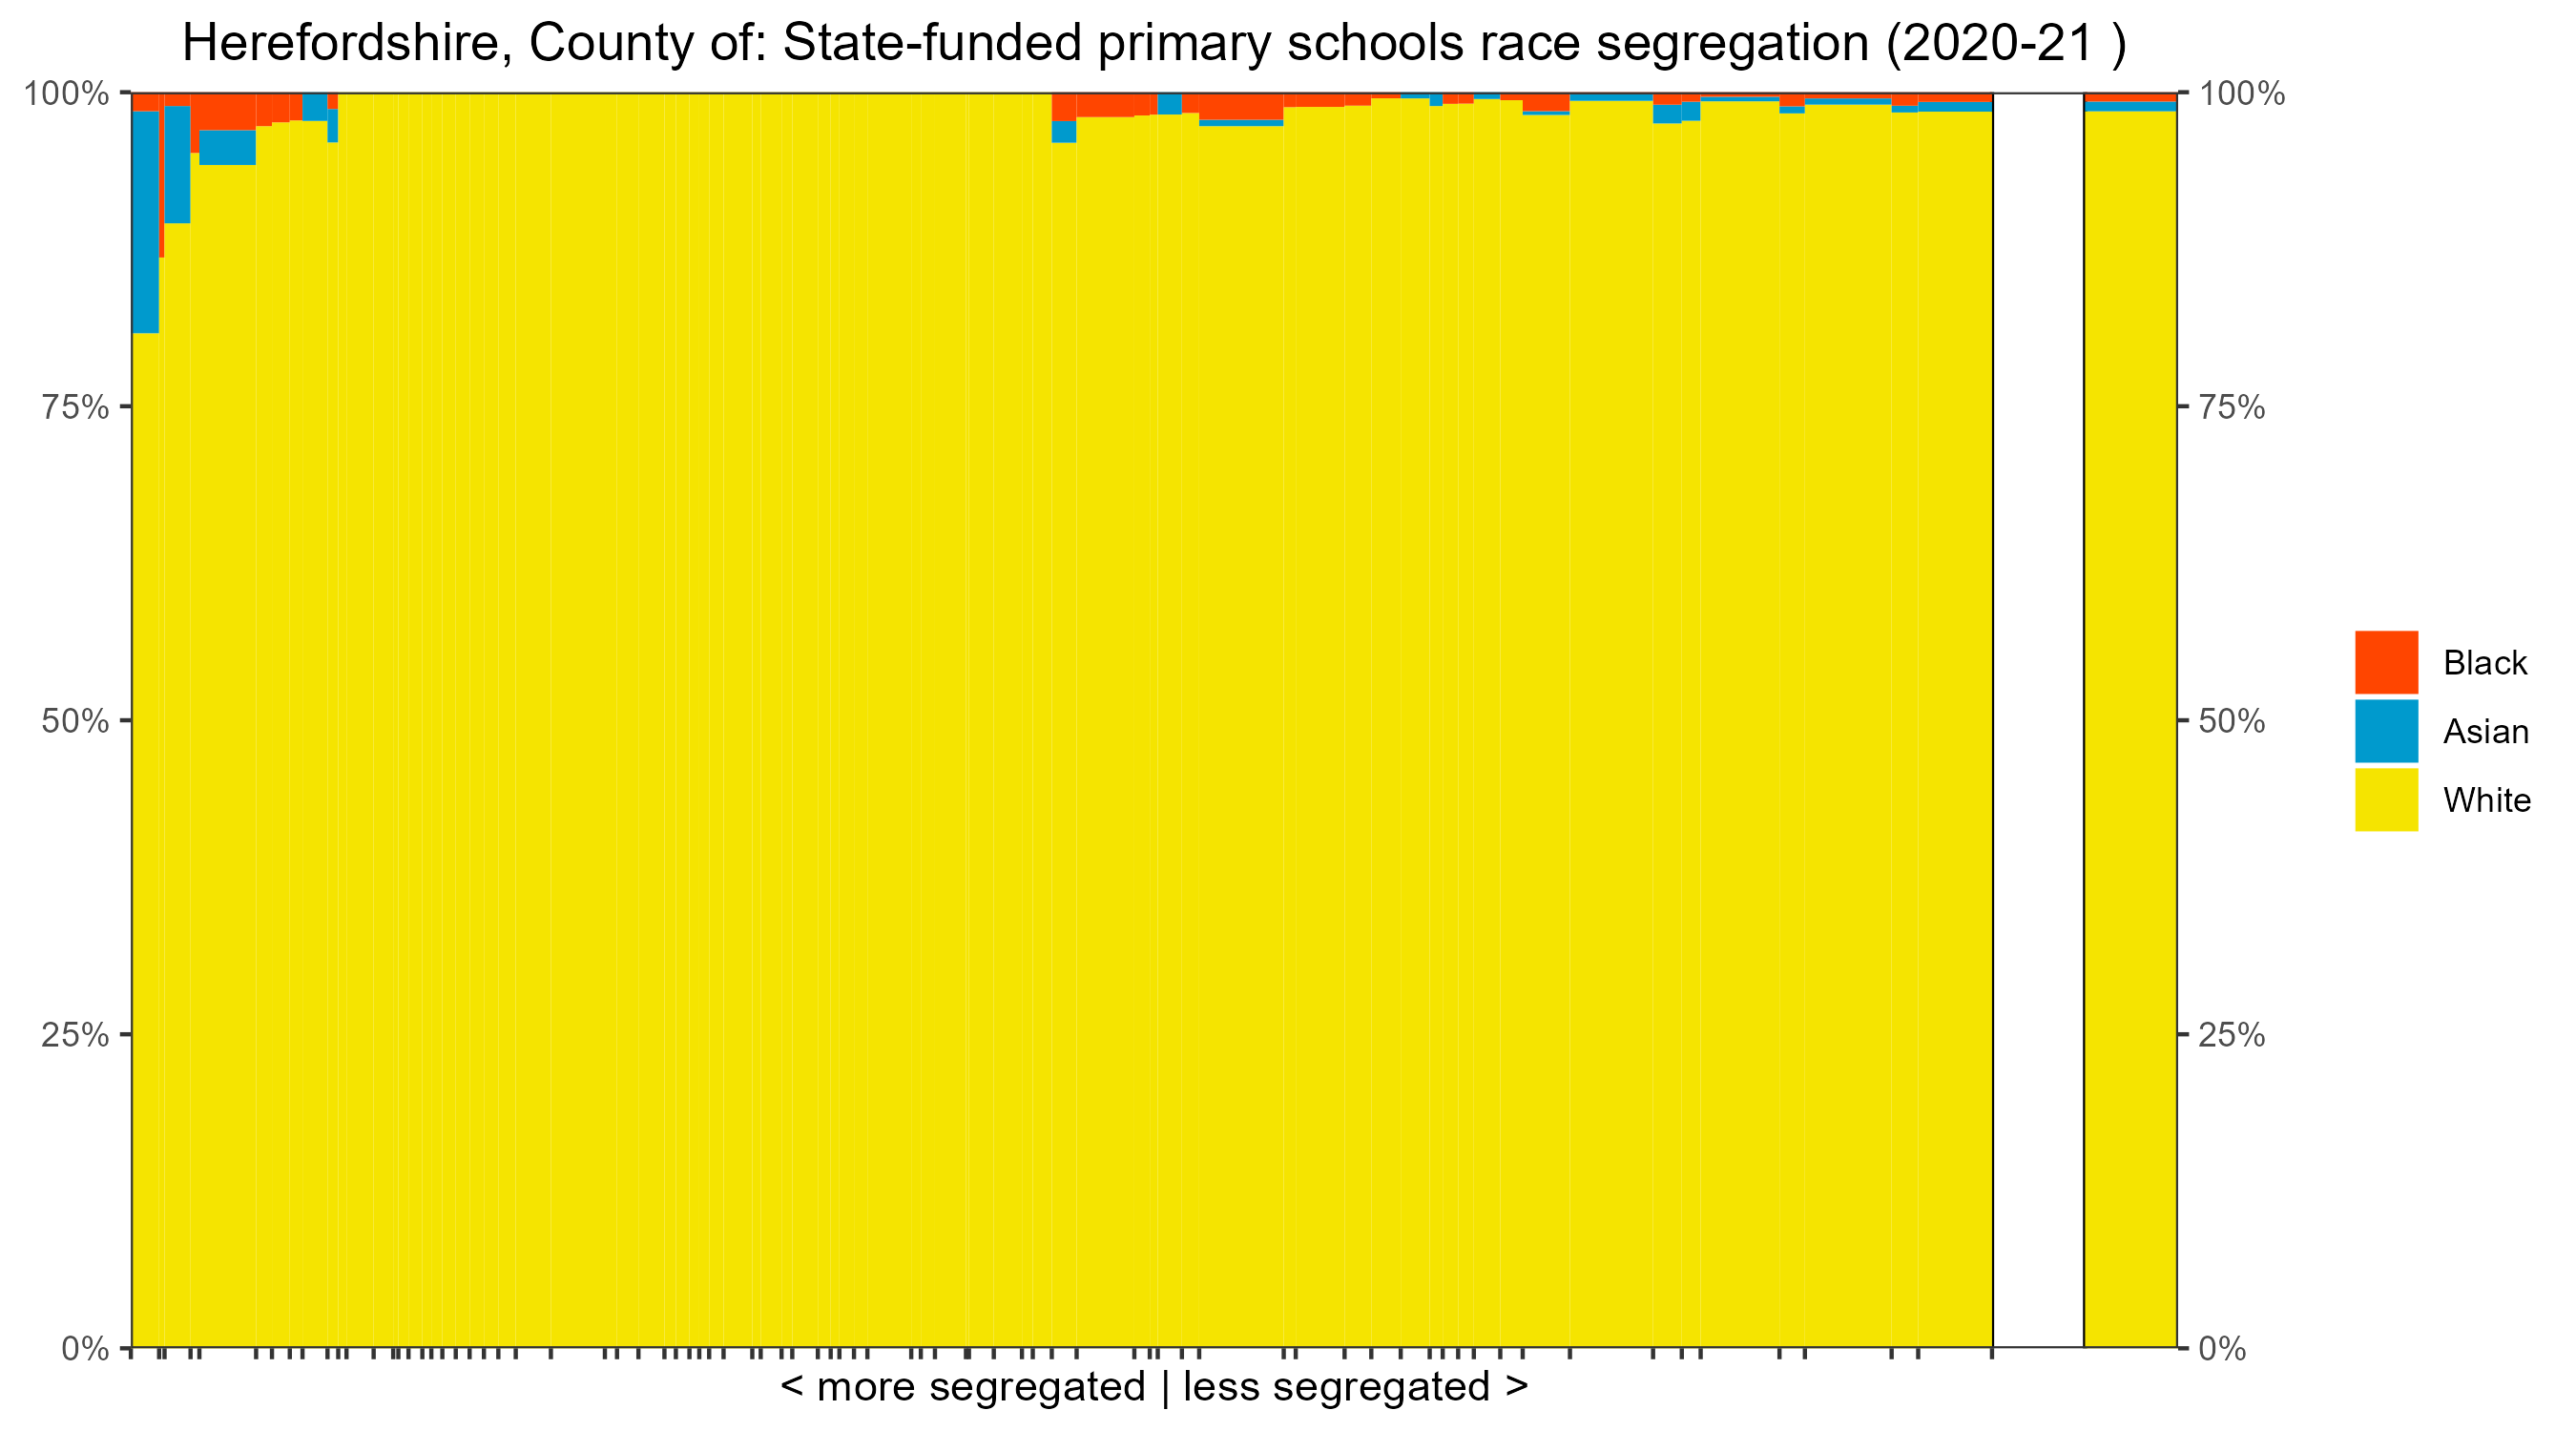 Herefordshire, County of: State-funded primary schools race segregation (2020-21 )
100%
75%
50%
25%
0%
100%
75%
50%
25%
0%
Black
Asian
White
< more segregated | less segregated >